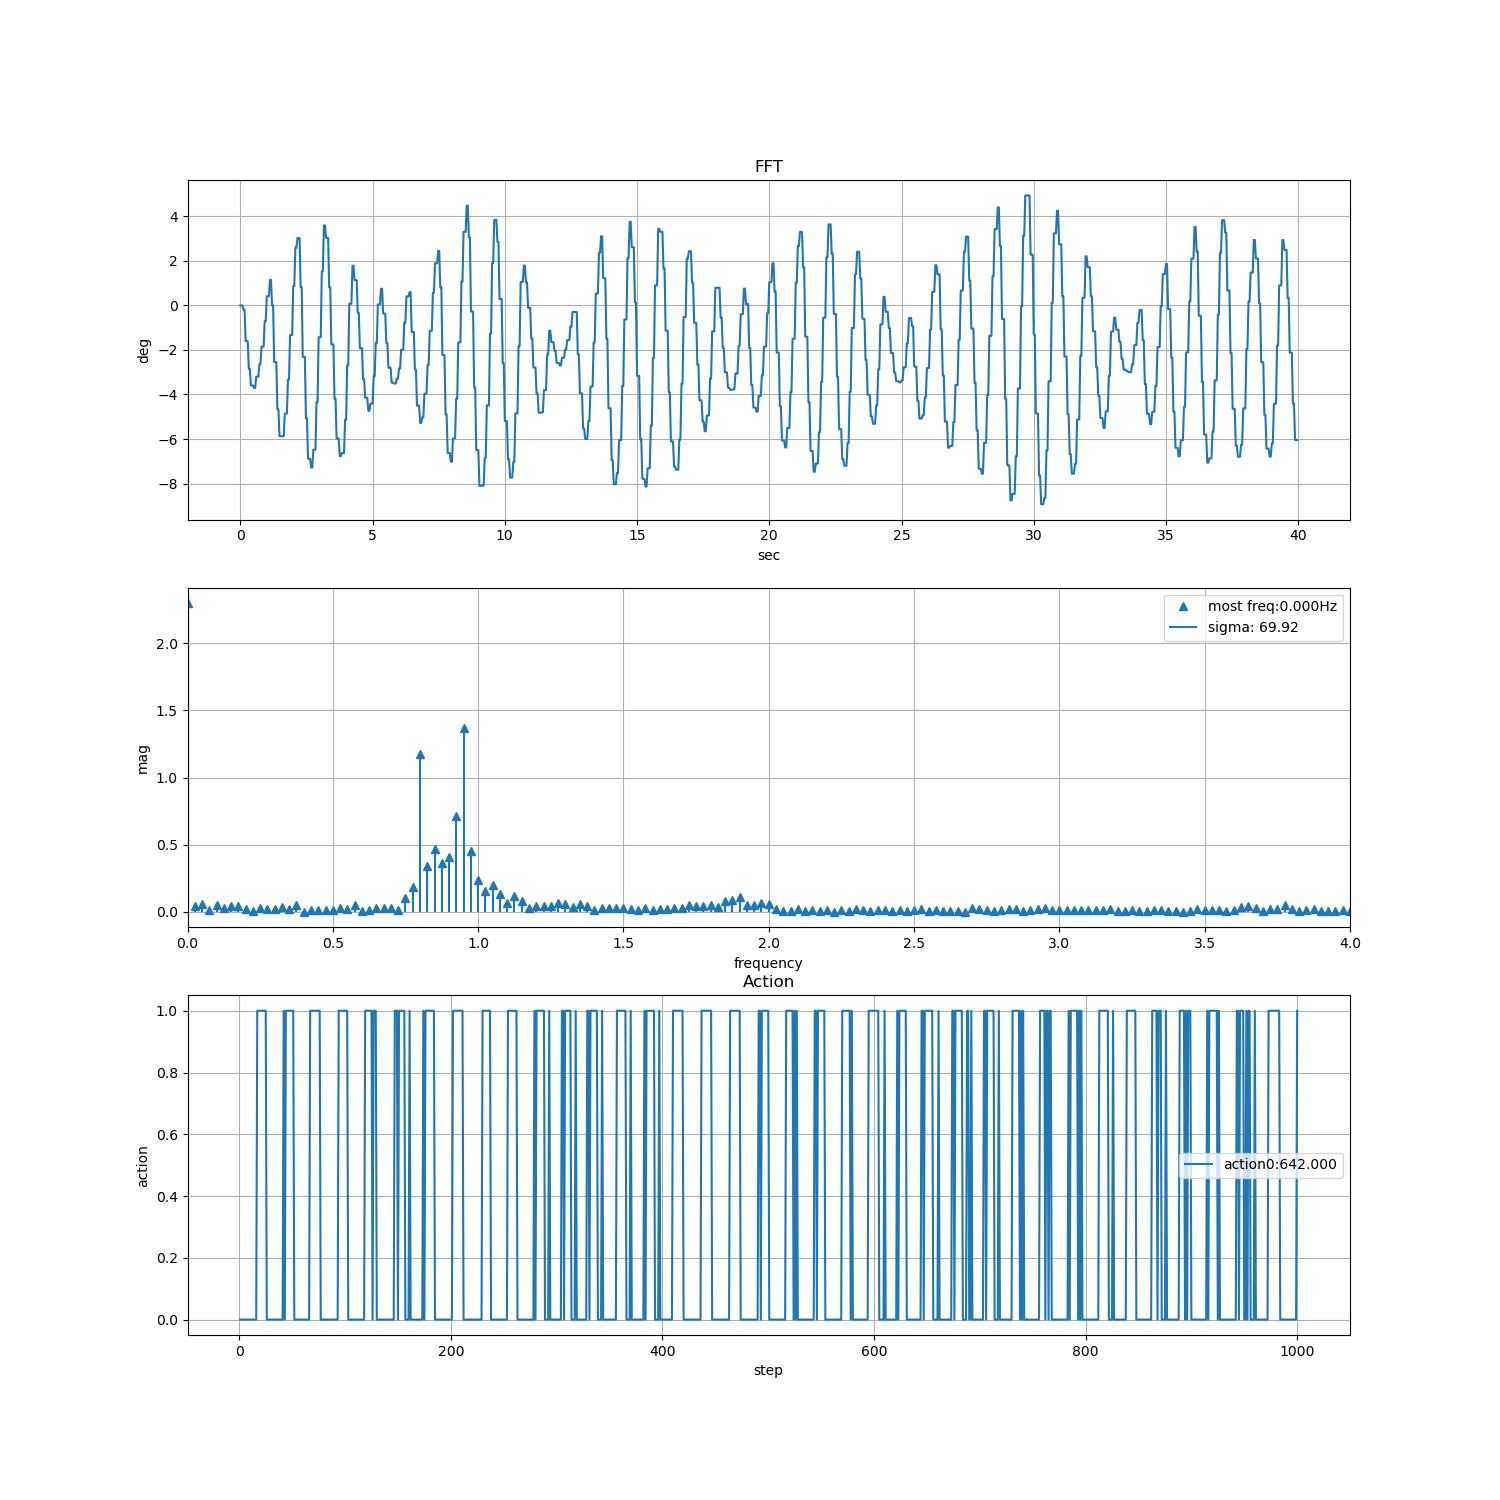 FFT
4
2
0
−2
−4
−6
−8
deg
0 5 10 15 20 25 30 35 40
sec
most freq:0.000Hz
sigma: 69.92
2.0
1.5
1.0
0.5
0.0
mag
0.0 0.5 1.0 1.5 2.0 2.5 3.0 3.5 4.0
frequency
Action
1.0
0.8
0.6
0.4
0.2
0.0
action
action0:642.000
0 200 400 600 800 1000
step